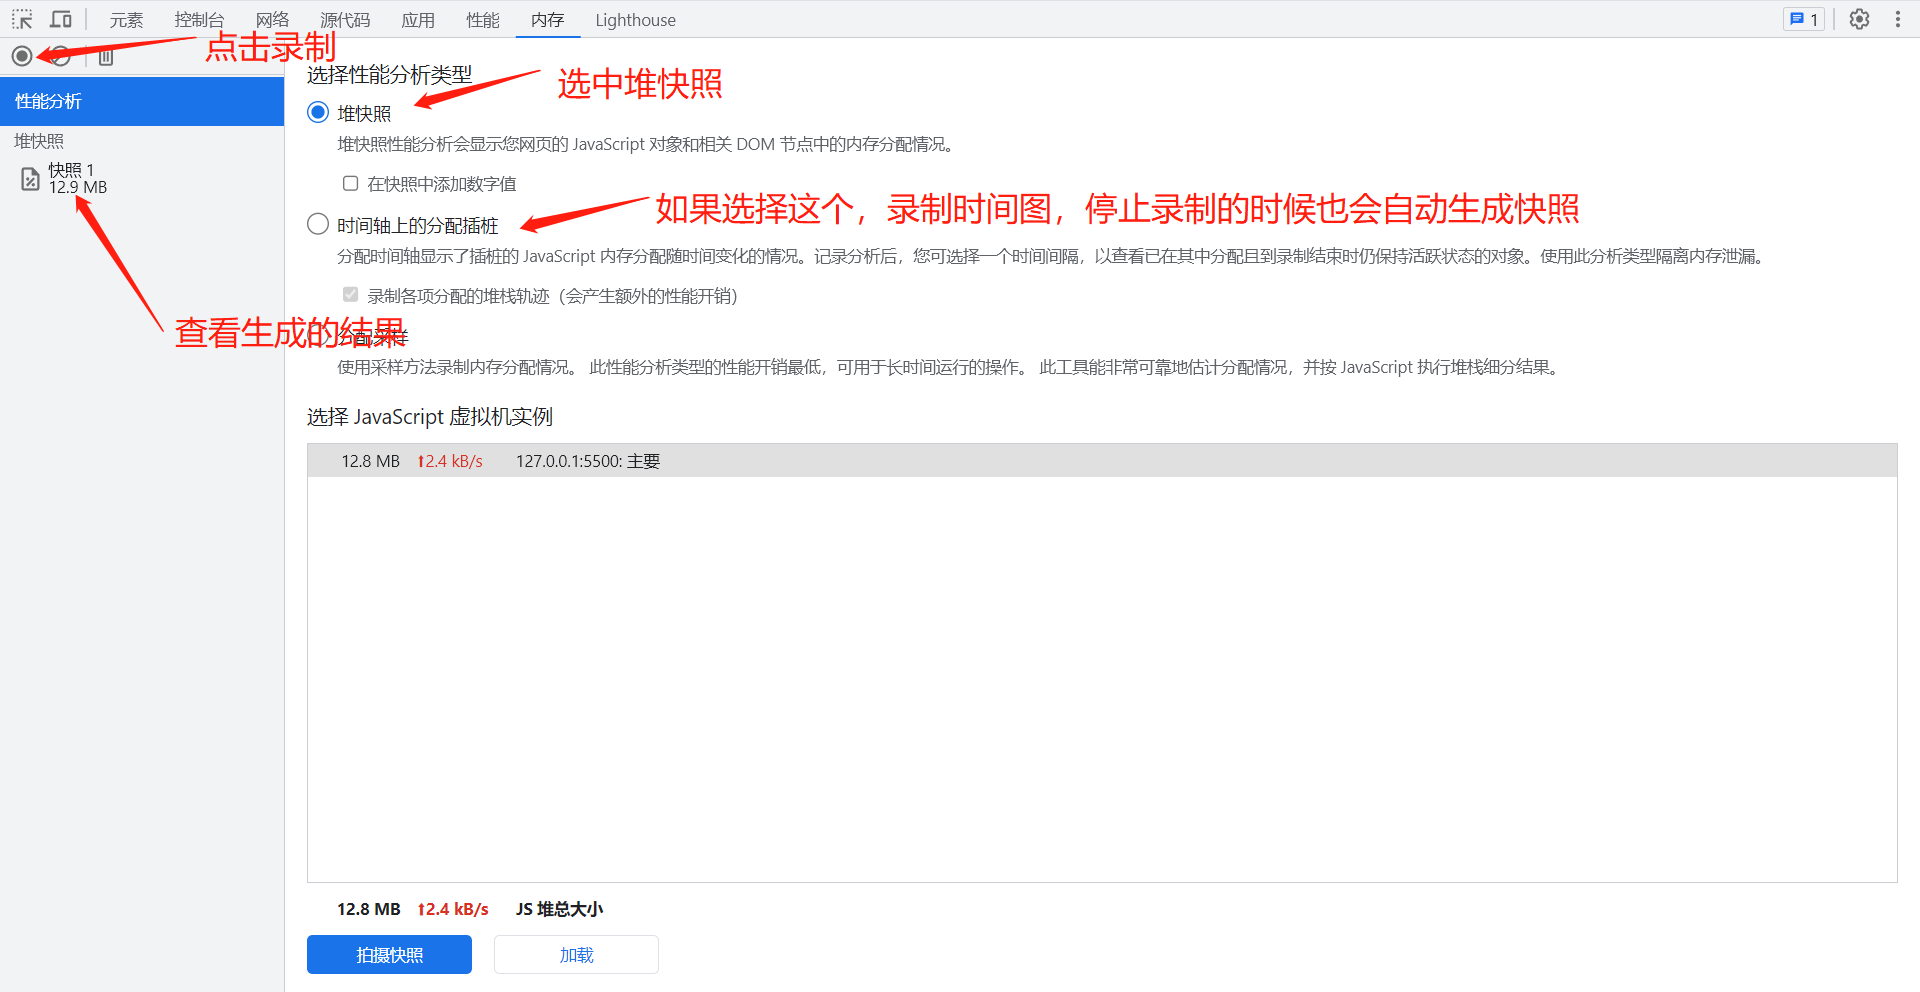 元素 控制台 网络 源代码 应用 性能 内存 Lighthouse 1
点击录制
性能分析
堆快照
快照 1
12.9 MB
查看生成的结果
选择性能分析类型
选中堆快照
堆快照
堆快照性能分析会显示您网页的 JavaScript 对象和相关 DOM 节点中的内存分配情况。
在快照中添加数字值
如果选择这个，录制时间图，停止录制的时候也会自动生成快照
时间轴上的分配插桩
分配时间轴显示了插桩的 JavaScript 内存分配随时间变化的情况。记录分析后，您可选择一个时间间隔，以查看已在其中分配且到录制结束时仍保持活跃状态的对象。使用此分析类型隔离内存泄漏。
录制各项分配的堆栈轨迹（会产生额外的性能开销）
分配采样
使用采样方法录制内存分配情况。 此性能分析类型的性能开销最低，可用于长时间运行的操作。 此工具能非常可靠地估计分配情况，并按 JavaScript 执行堆栈细分结果。
选择 JavaScript 虚拟机实例
12.8 MB ↑2.4 kB/s 127.0.0.1:5500: 主要
12.8 MB ↑2.4 kB/s JS 堆总大小
拍摄快照 加载